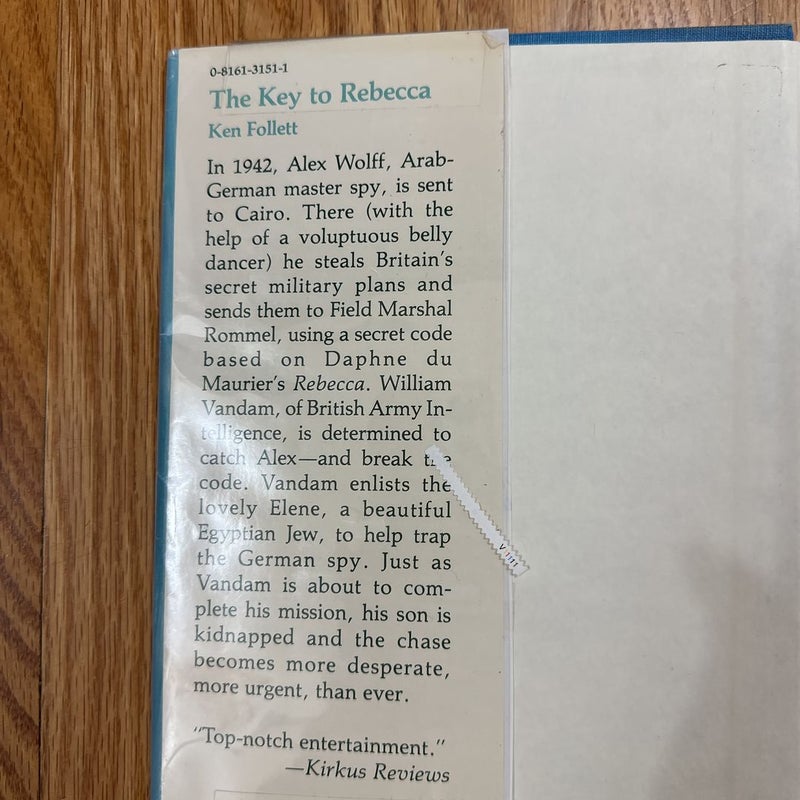 0-8161-3151-1
The Key to Rebecca
Ken Follett
In 1942, Alex Wolff, Arab-
German master spy, is sent
to Cairo. There (with the
help of a voluptuous belly
dancer) he steals Britain's
secret military plans and
sends them to Field Marshal
Rommel, using a secret code
based on Daphne du
Maurier's Rebecca. William
Vandam, of British Army In-
telligence, is determined to
catch Alex—and break the
code. Vandam enlists the
lovely Elene, a beautiful
Egyptian Jew, to help trap
the German spy. Just as
Vandam is about to com-
plete his mission, his son is
kidnapped and the chase
becomes more desperate,
more urgent, than ever.
"Top-notch entertainment."
—Kirkus Reviews